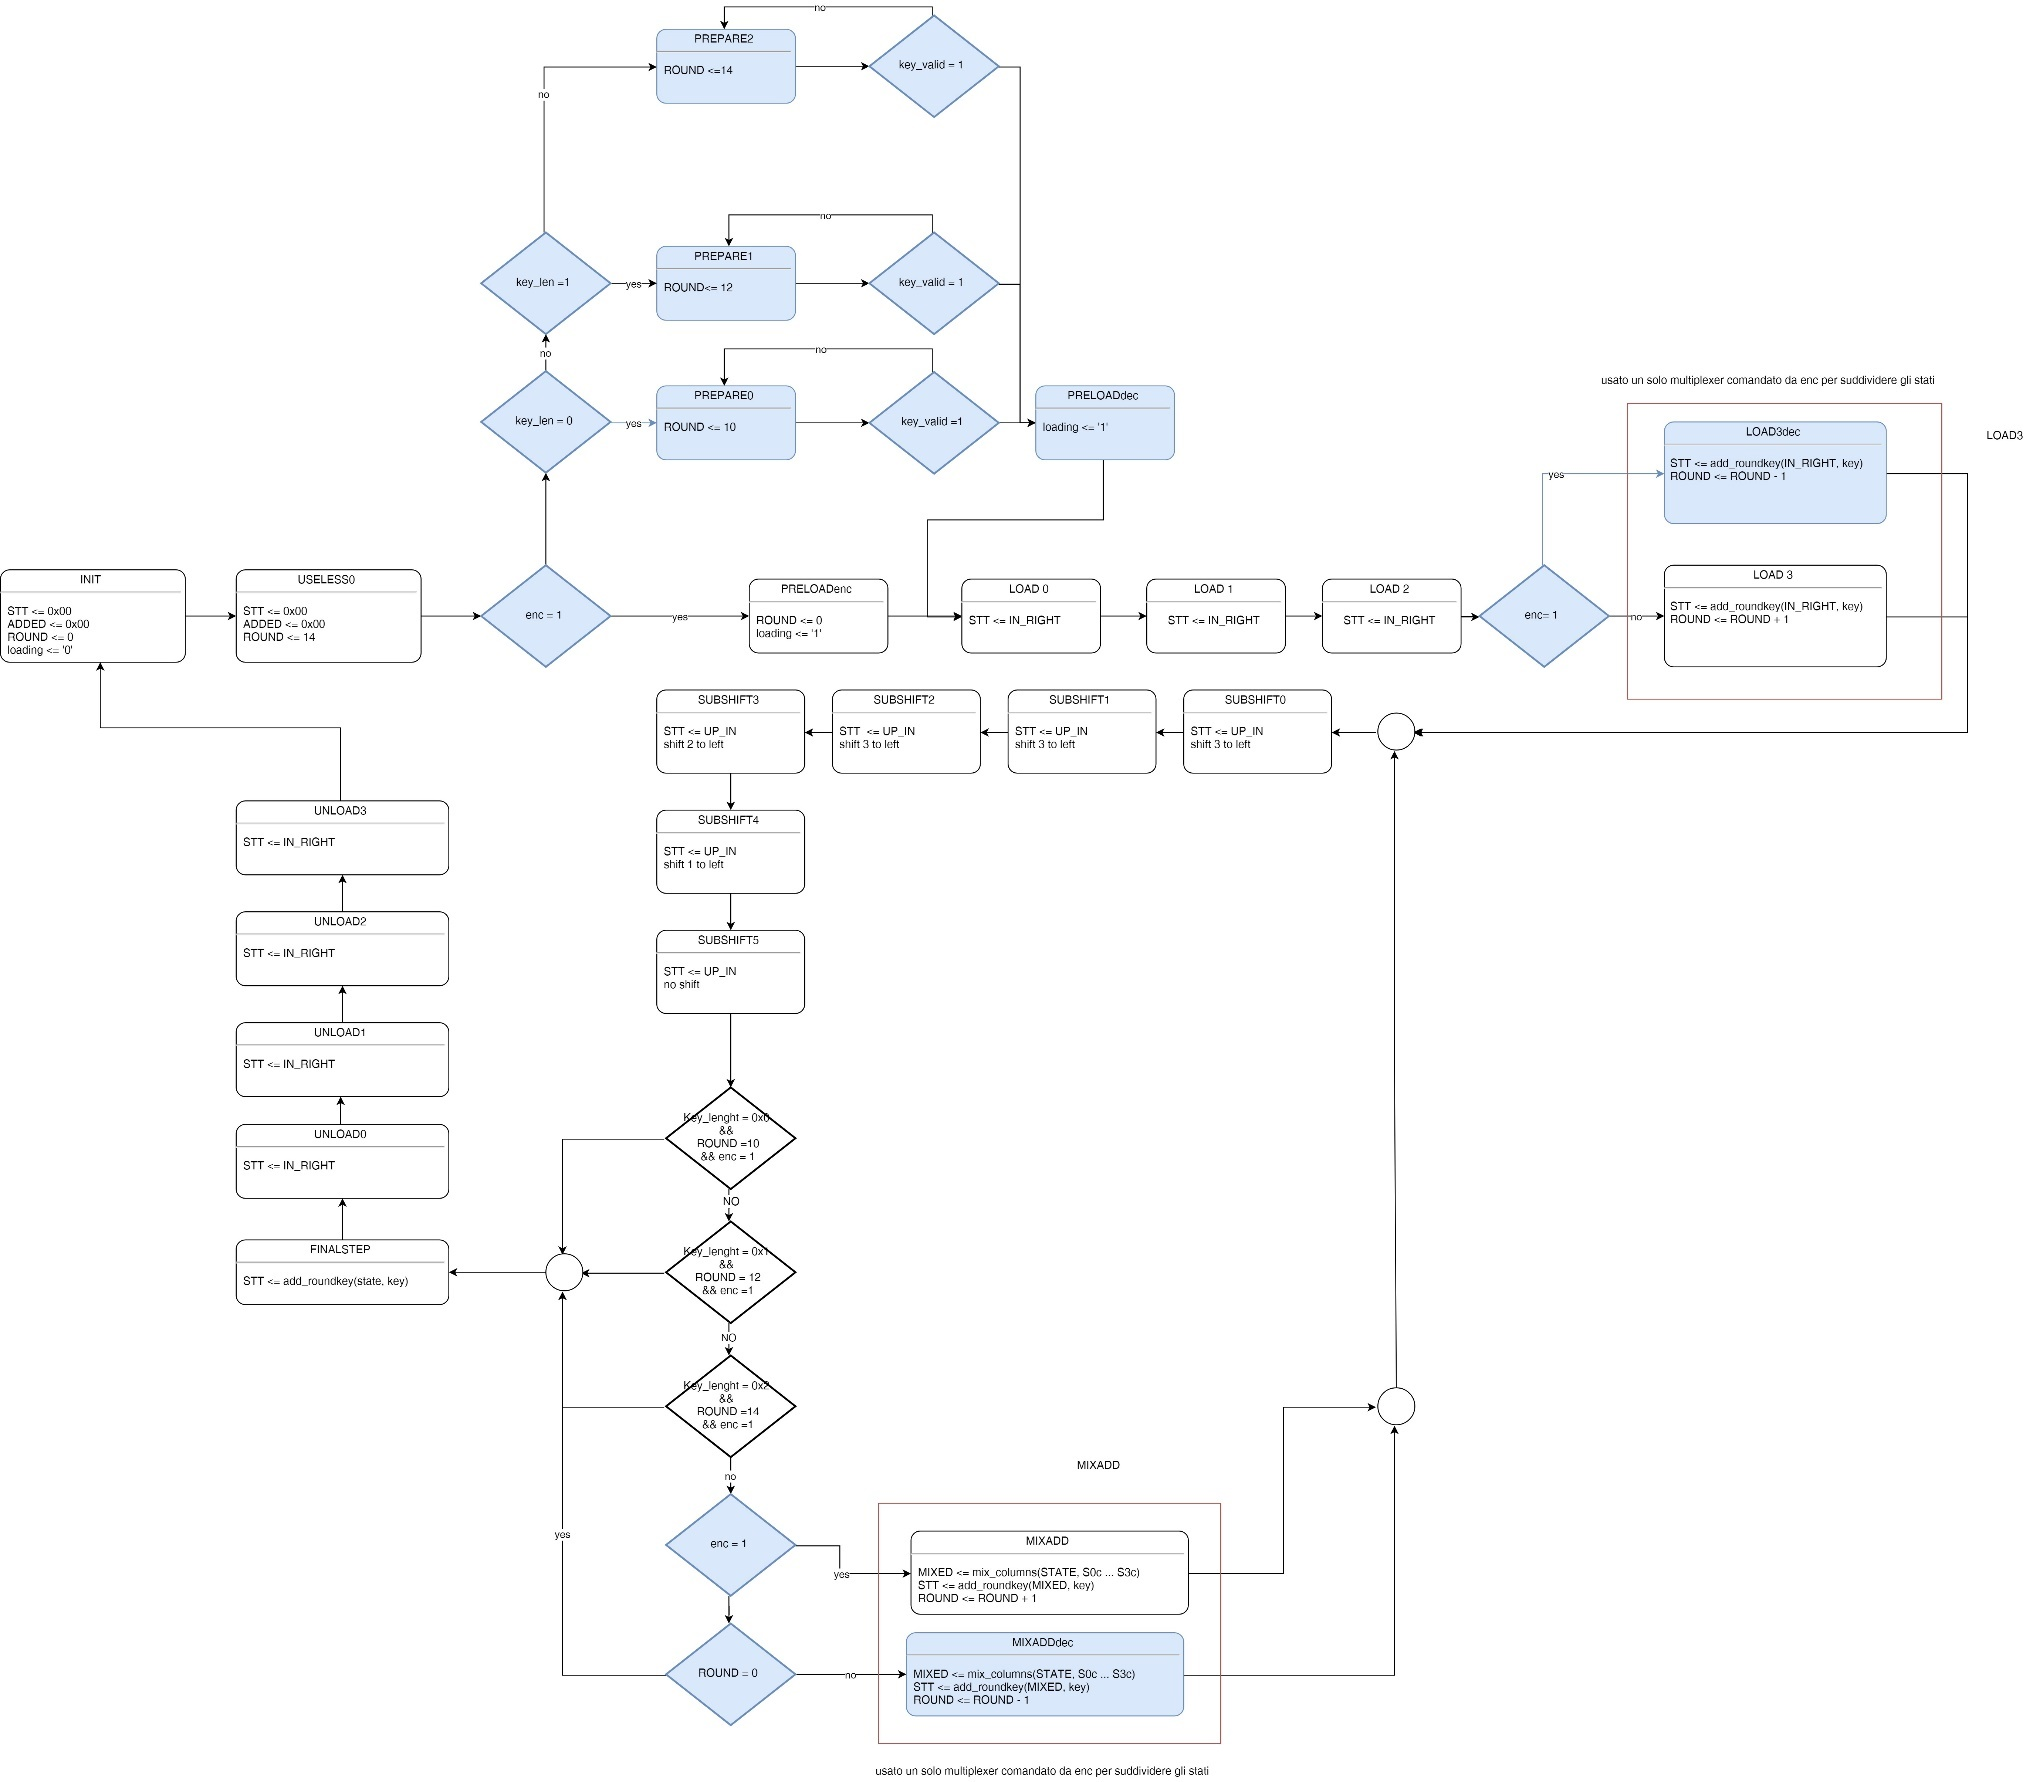 no
PREPARE2
ROUND <=14
key_valid = 1
no
no
PREPARE1
ROUND<= 12
key_len =1
yes
key_valid = 1
no
no
PREPARE0
ROUND <= 10
key_len = 0
yes
key_valid =1
PRELOADdec
loading <= '1'
usato un solo multiplexer comandato da enc per suddividere gli stati
LOAD3
LOAD3dec
STT <= add_roundkey(IN_RIGHT, key)
ROUND <= ROUND - 1
yes
INIT
STT <= 0x00
ADDED <= 0x00
ROUND <= 0
loading <= '0'
USELESS0
STT <= 0x00
ADDED <= 0x00
ROUND <= 14
enc = 1
yes
PRELOADenc
ROUND <= 0
loading <= '1'
LOAD 0
STT <= IN_RIGHT
LOAD 1
STT <= IN_RIGHT
LOAD 2
STT <= IN_RIGHT
enc= 1
no
LOAD 3
STT <= add_roundkey(IN_RIGHT, key)
ROUND <= ROUND + 1
SUBSHIFT3
STT <= UP_IN
shift 2 to left
SUBSHIFT2
STT  <= UP_IN
shift 3 to left
SUBSHIFT1
STT <= UP_IN
shift 3 to left
SUBSHIFT0
STT <= UP_IN
shift 3 to left
UNLOAD3
STT <= IN_RIGHT
SUBSHIFT4
STT <= UP_IN
shift 1 to left
UNLOAD2
STT <= IN_RIGHT
SUBSHIFT5
STT <= UP_IN
no shift
UNLOAD1
STT <= IN_RIGHT
UNLOAD0
STT <= IN_RIGHT
Key_lenght = 0x0
&&
ROUND =10
&& enc = 1
NO
FINALSTEP
STT <= add_roundkey(state, key)
Key_lenght = 0x1
&&
ROUND = 12
&& enc =1
NO
Key_lenght = 0x2
&&
ROUND =14
&& enc =1
no
MIXADD
yes
enc = 1
yes
MIXADD
MIXED <= mix_columns(STATE, S0c ... S3c)
STT <= add_roundkey(MIXED, key)
ROUND <= ROUND + 1
ROUND = 0
no
MIXADDdec
MIXED <= mix_columns(STATE, S0c ... S3c)
STT <= add_roundkey(MIXED, key)
ROUND <= ROUND - 1
usato un solo multiplexer comandato da enc per suddividere gli stati